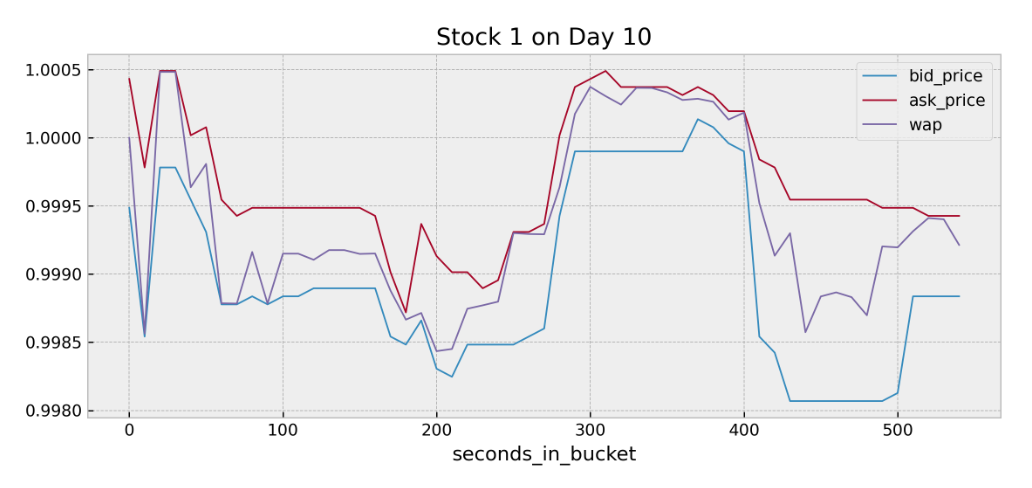 Stock 1 on Day 10
1.0005
1.0000
0.9995
0.9990
0.9985
0.9980
bid_price
ask_price
wap
0 100 200 300 400 500
seconds_in_bucket